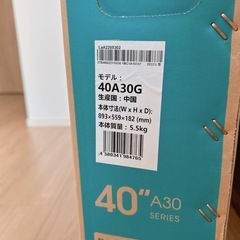 モデル：
40A30G
生産国：中国
本体寸法(W x H x D):
893×559×182 (mm)
本体質量：5.5kg
4580341984765
40" A30
SERIES